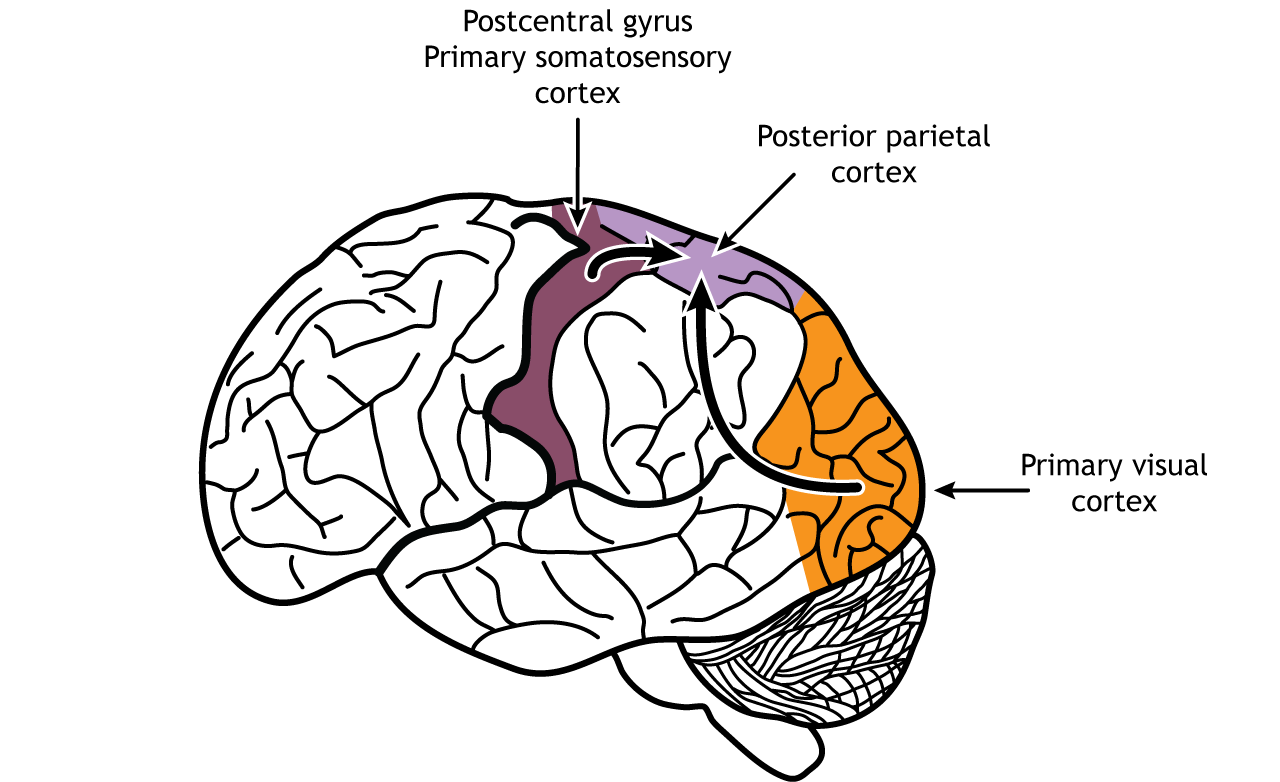 Postcentral gyrus
Primary somatosensory
cortex
Posterior parietal
cortex
Primary visual
cortex